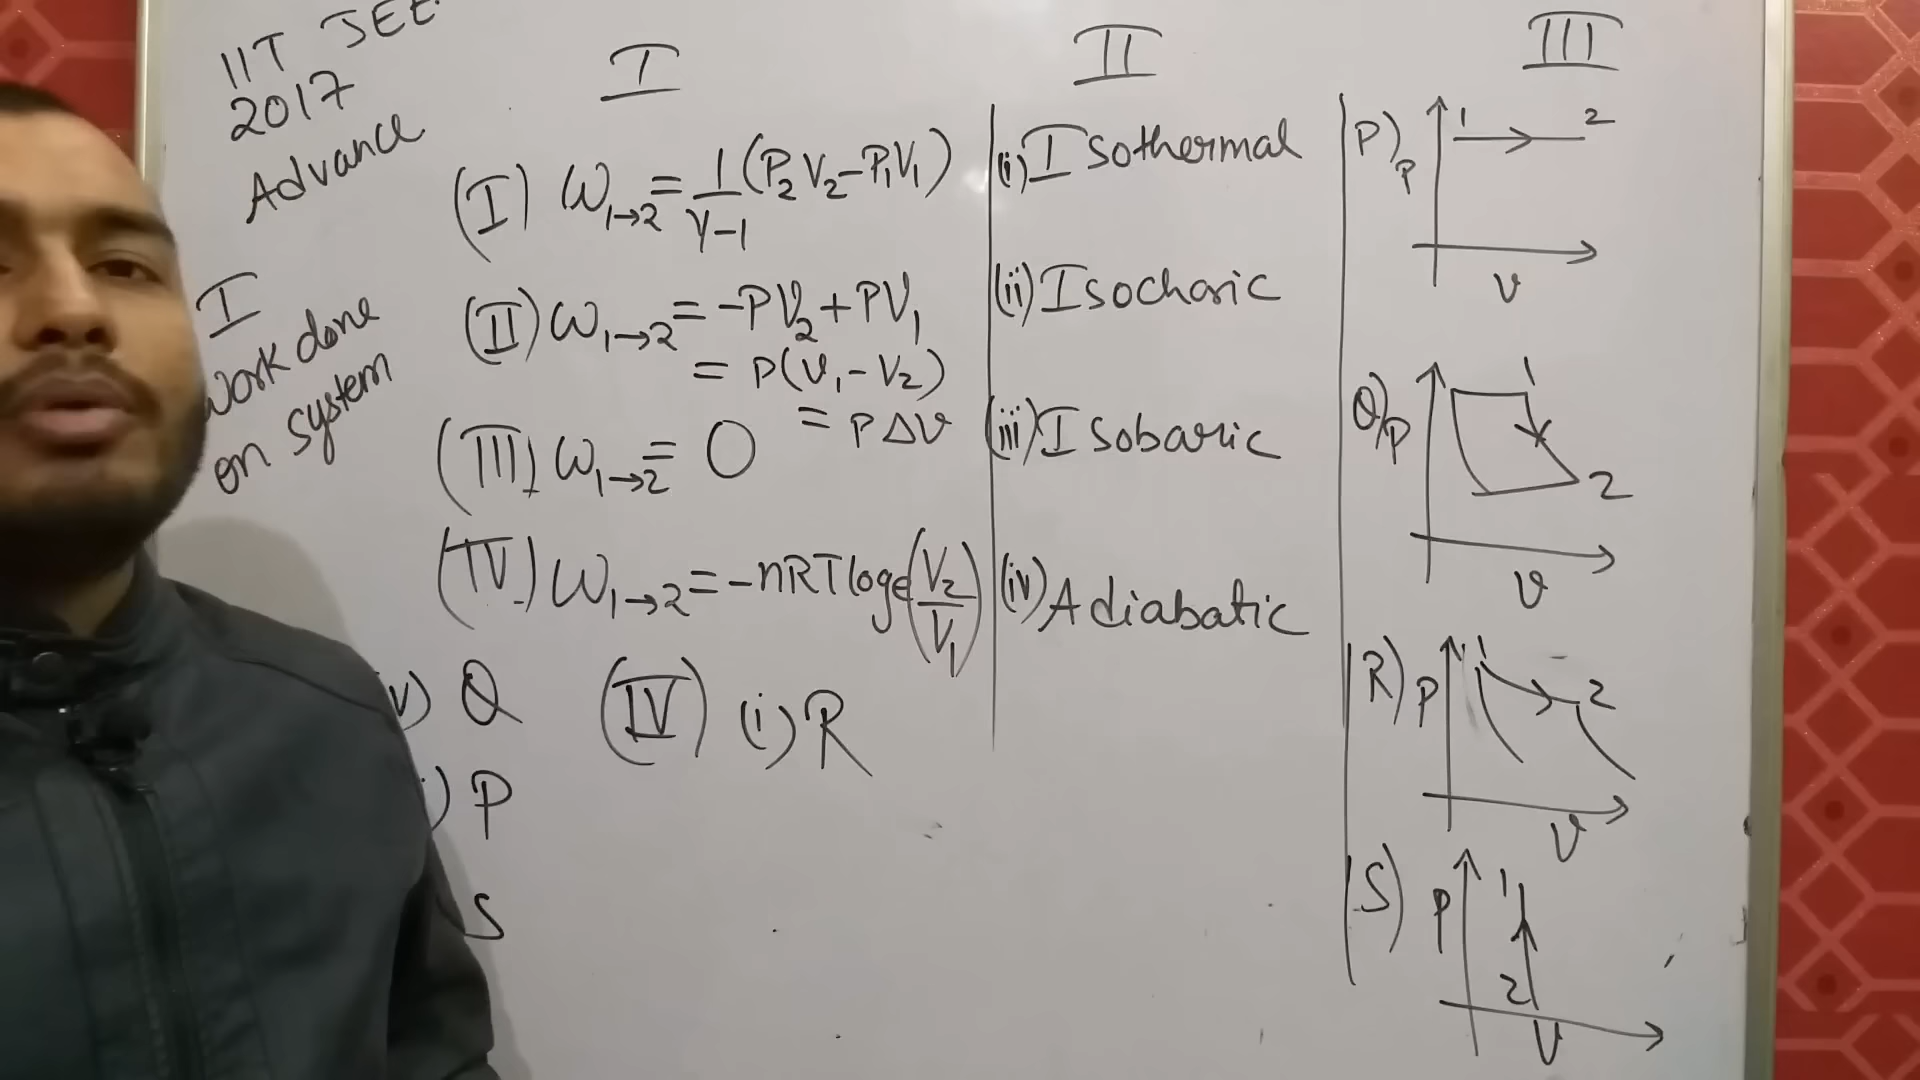 IIT JEE
2017
Advance
I
work done
on system
I
(I) W1→2 = 1/γ-1 (P2V2-P1V1)
(II) W1→2 = -PV2+PV1
= P(V1-V2)
= PΔV
(III) W1→2 = 0
(IV) W1→2 = -nRT loge(V2/V1)
v) Q (IV) (i) R
) P
S
II
(i) Isothermal
(ii) Isochoric
(iii) Isobaric
(iv) Adiabatic
III
P) P 1 2
V
Q) P 1
2
V
R) P 1 2
V
S) P 1
2
V